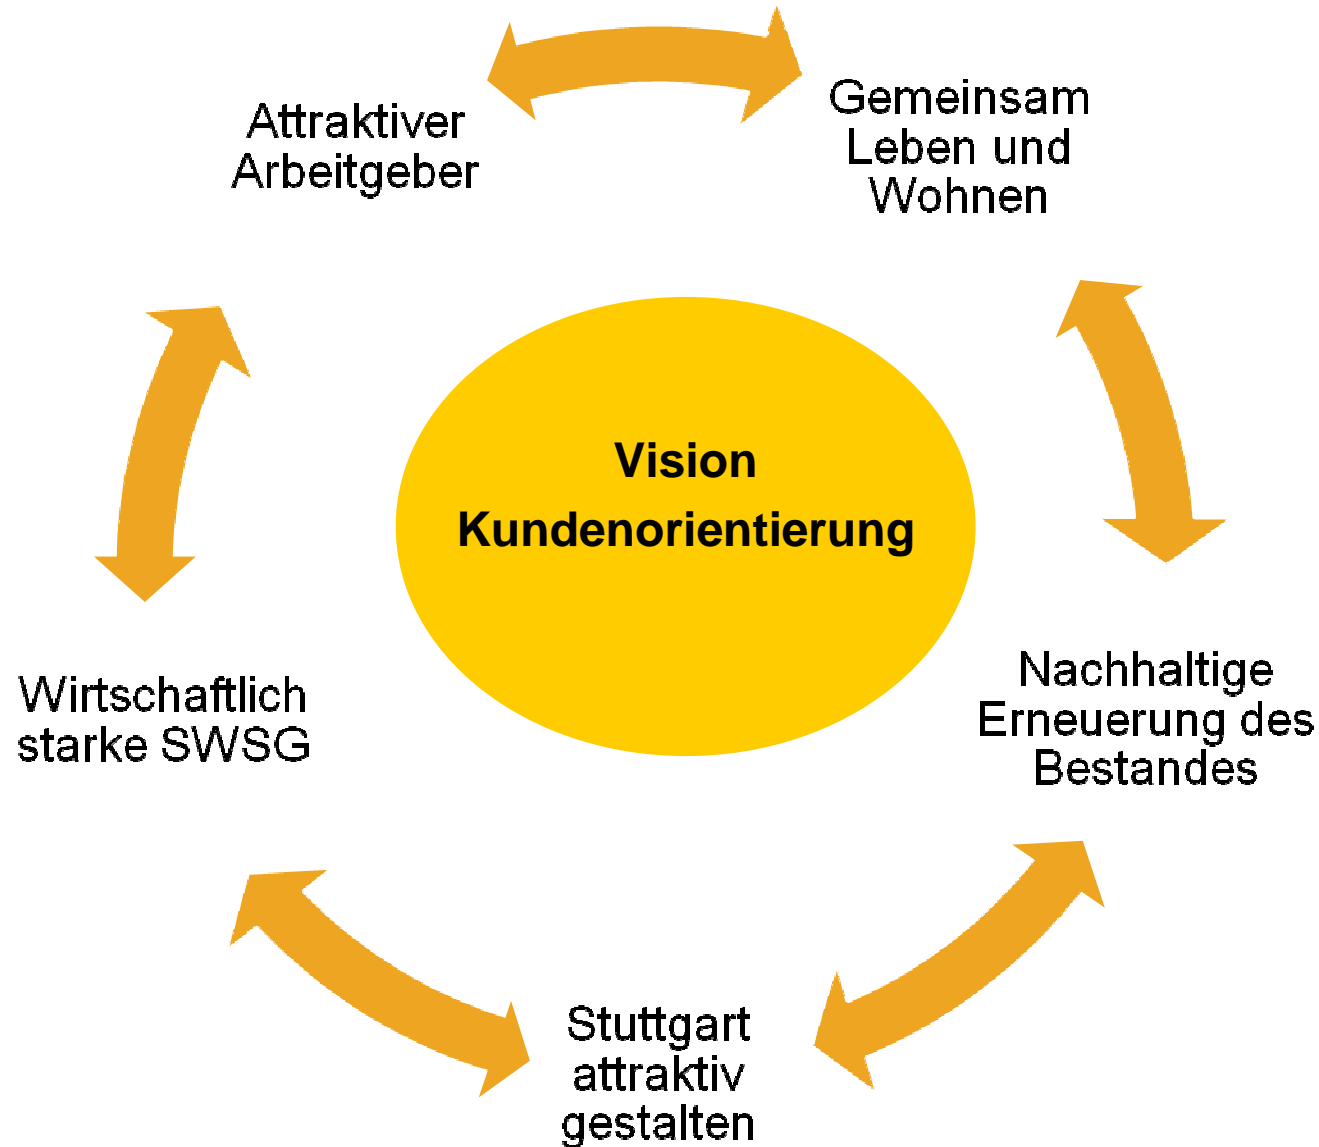 Attraktiver
Arbeitgeber
Gemeinsam
Leben und
Wohnen
Vision
Kundenorientierung
Wirtschaftlich
starke SWSG
Nachhaltige
Erneuerung des
Bestandes
Stuttgart
attraktiv
gestalten